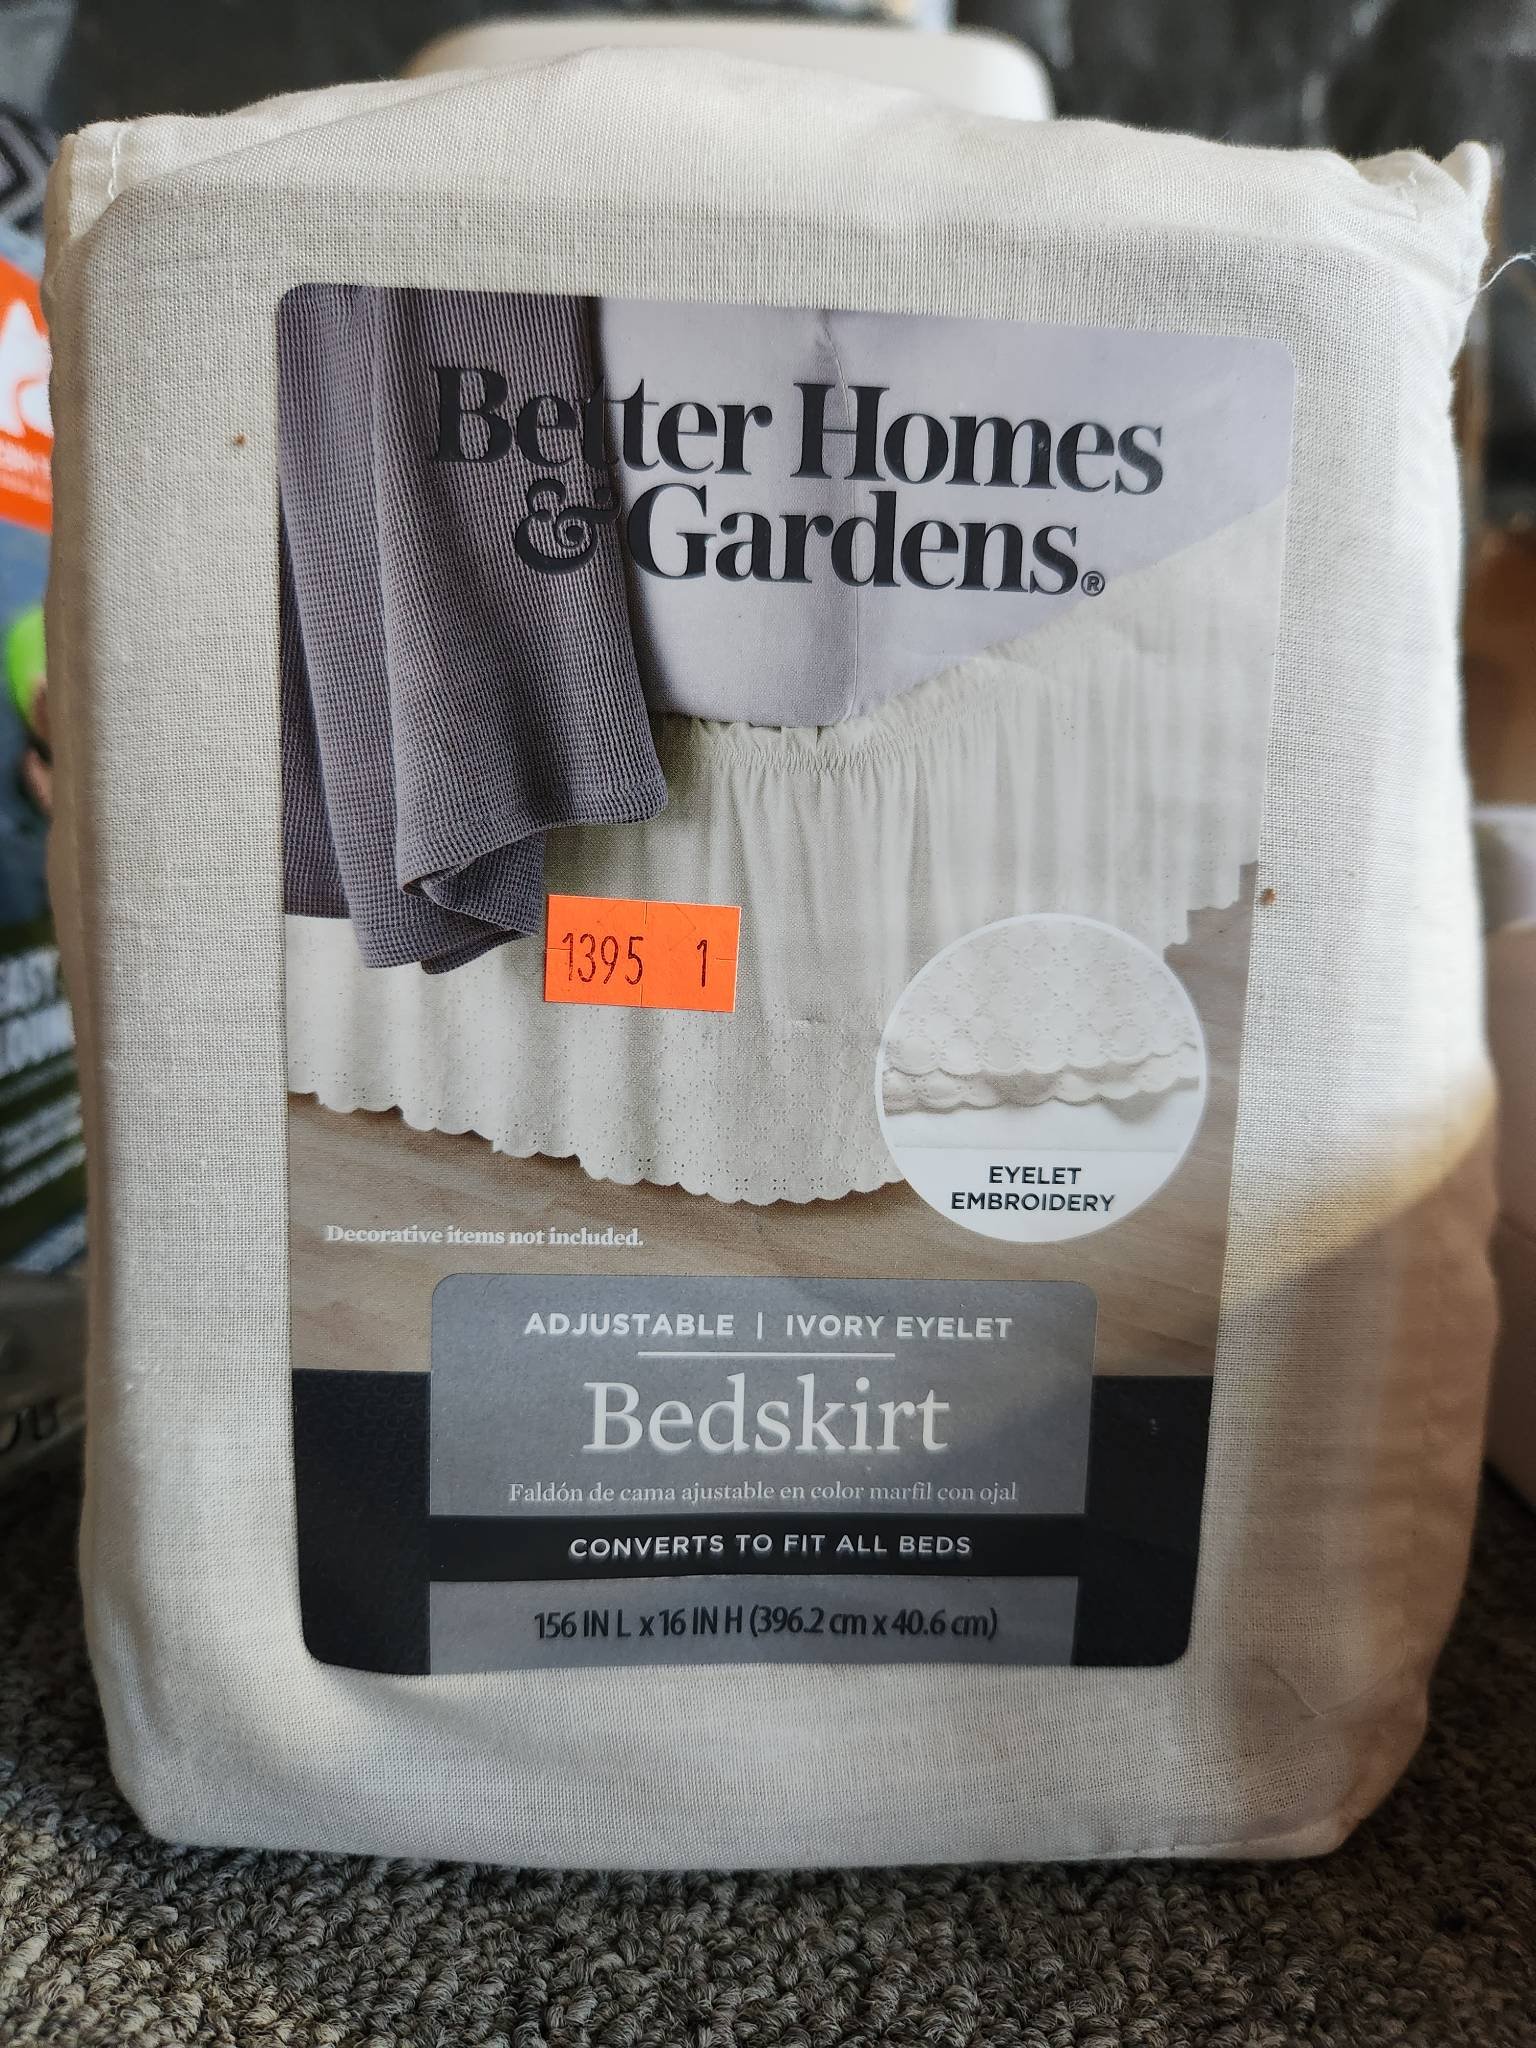 Better Homes
& Gardens®
1395 1
EYELET
EMBROIDERY
Decorative items not included.
ADJUSTABLE | IVORY EYELET
Bedskirt
Faldón de cama ajustable en color marfil con ojal
CONVERTS TO FIT ALL BEDS
156 IN L x 16 IN H (396.2 cm x 40.6 cm)